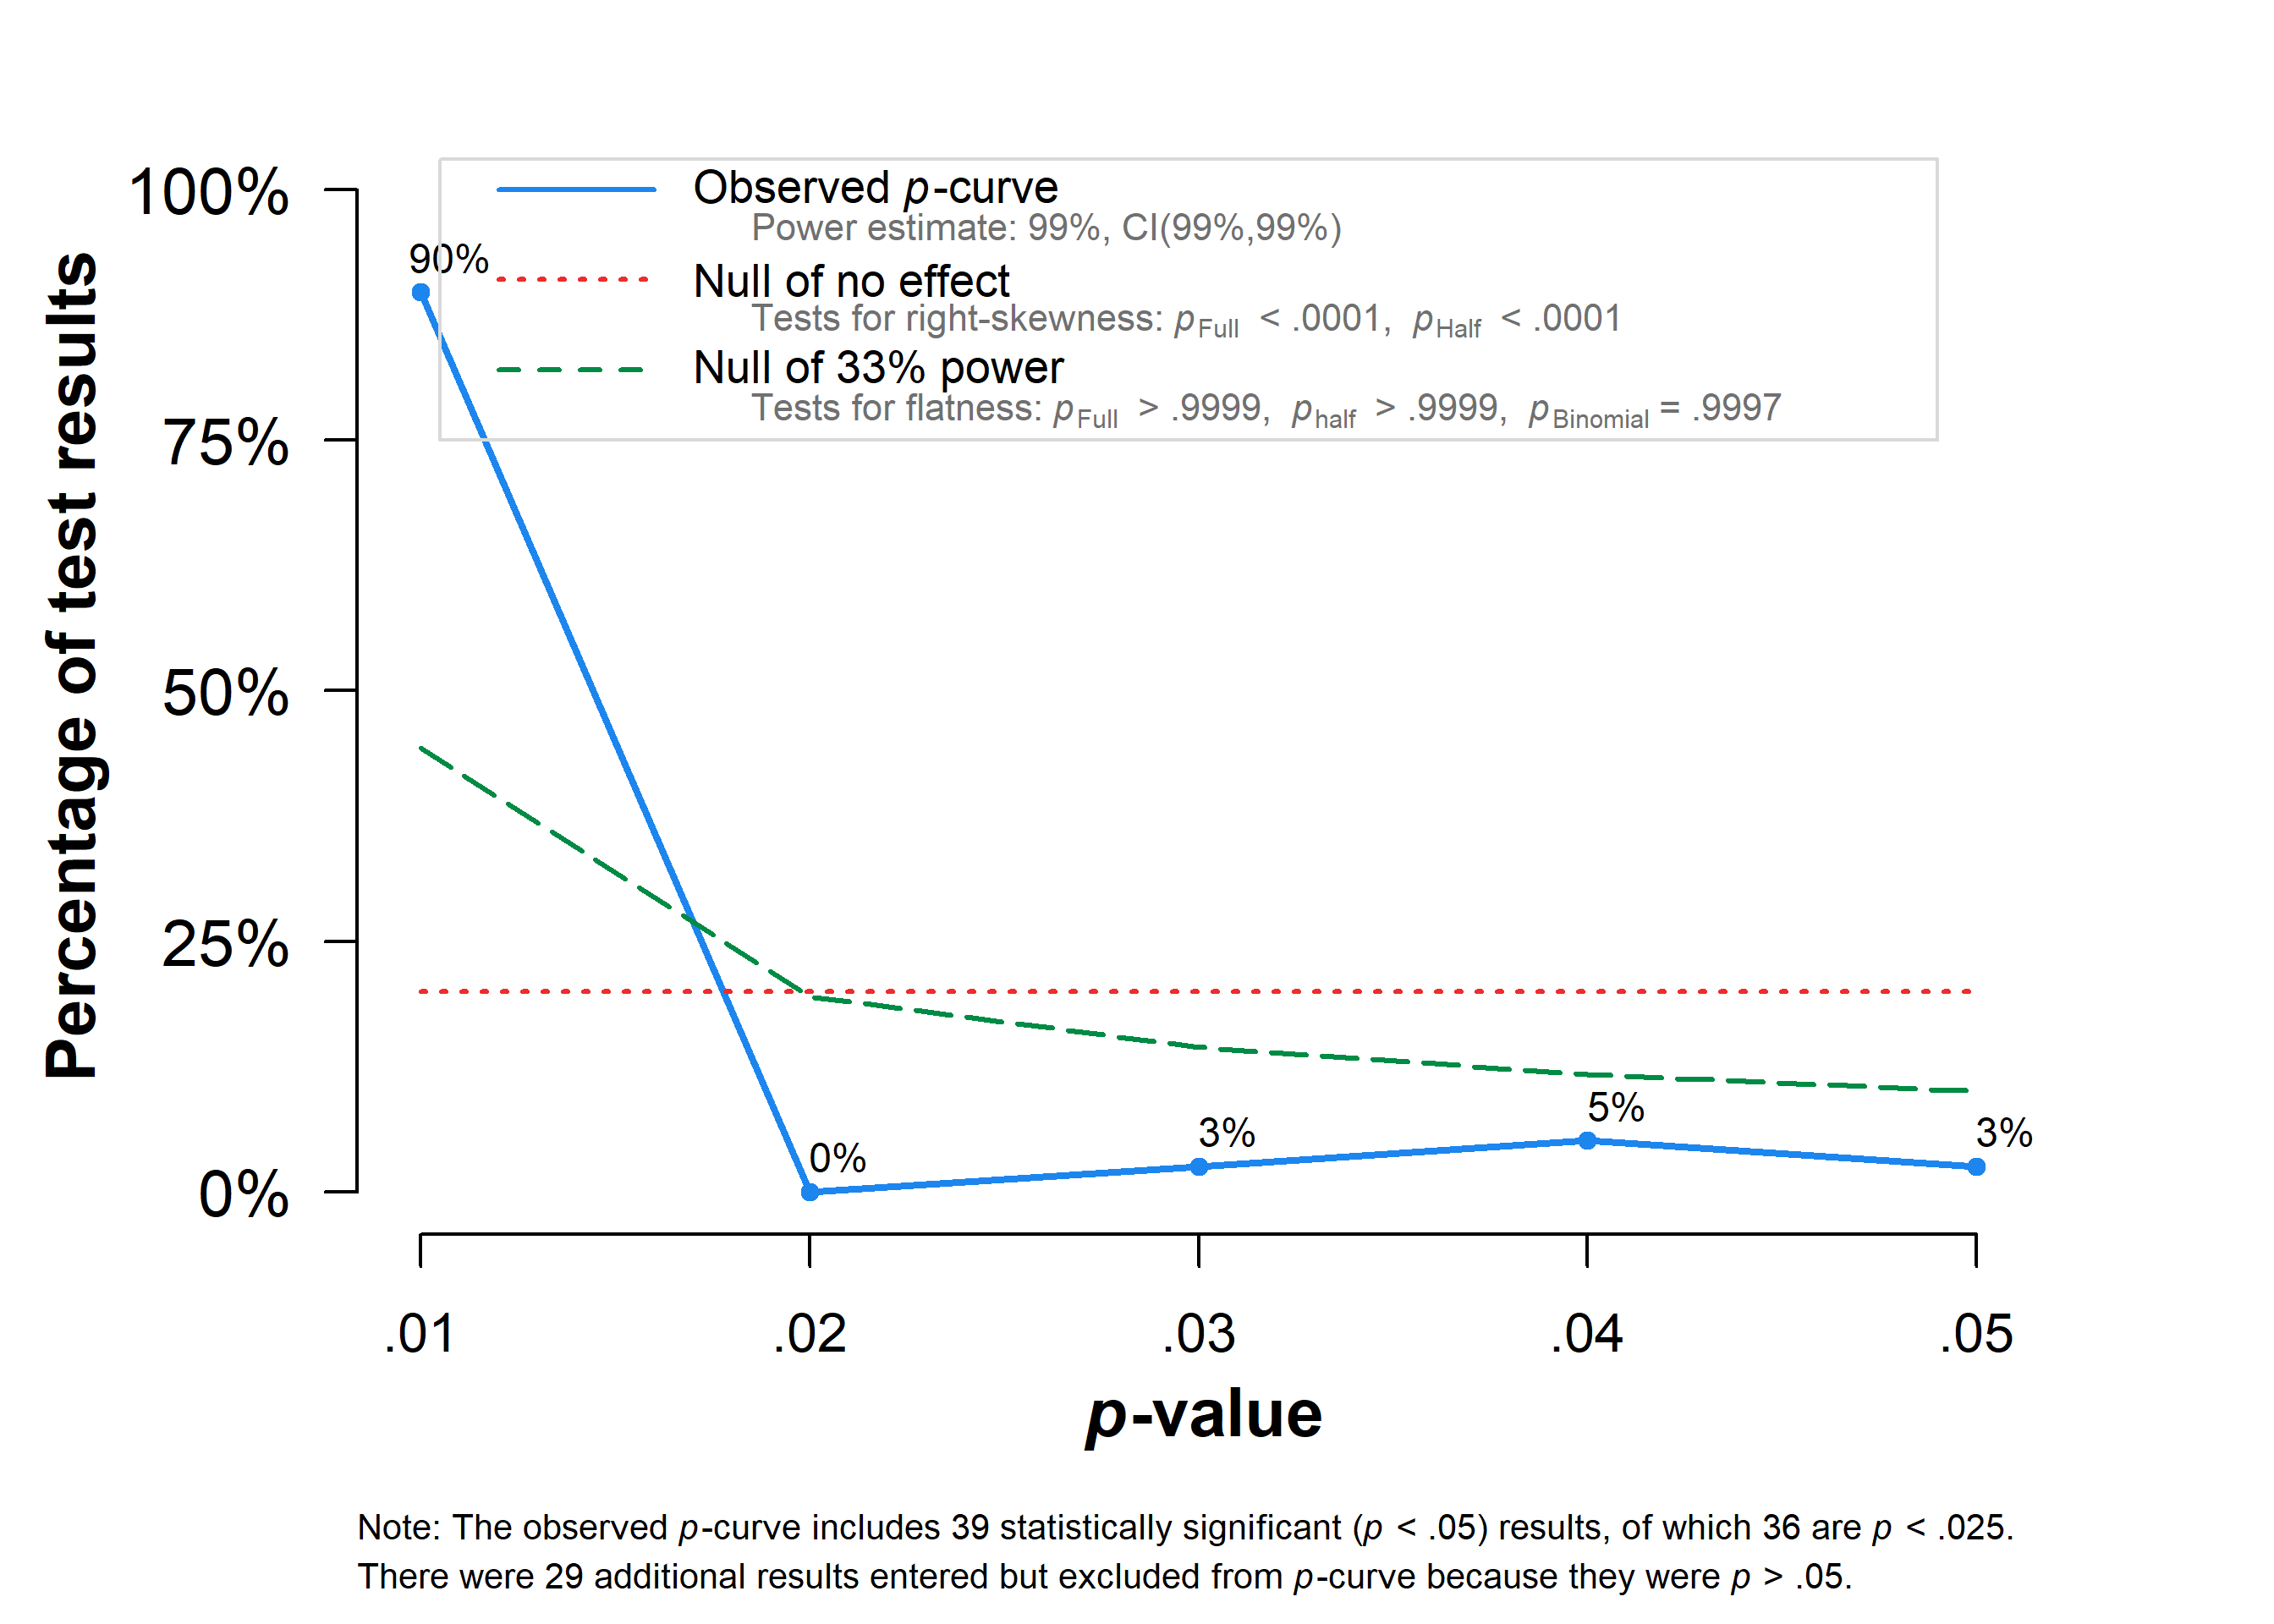 Observed p-curve
Power estimate: 99%, CI(99%,99%)
Null of no effect
Tests for right-skewness: pFull < .0001, pHalf < .0001
Null of 33% power
Tests for flatness: pFull > .9999, phalf > .9999, pBinomial = .9997
Percentage of test results
100%
75%
50%
25%
0%
90%
0%
3%
5%
3%
.01 .02 .03 .04 .05
p-value
Note: The observed p-curve includes 39 statistically significant (p < .05) results, of which 36 are p < .025.
There were 29 additional results entered but excluded from p-curve because they were p > .05.